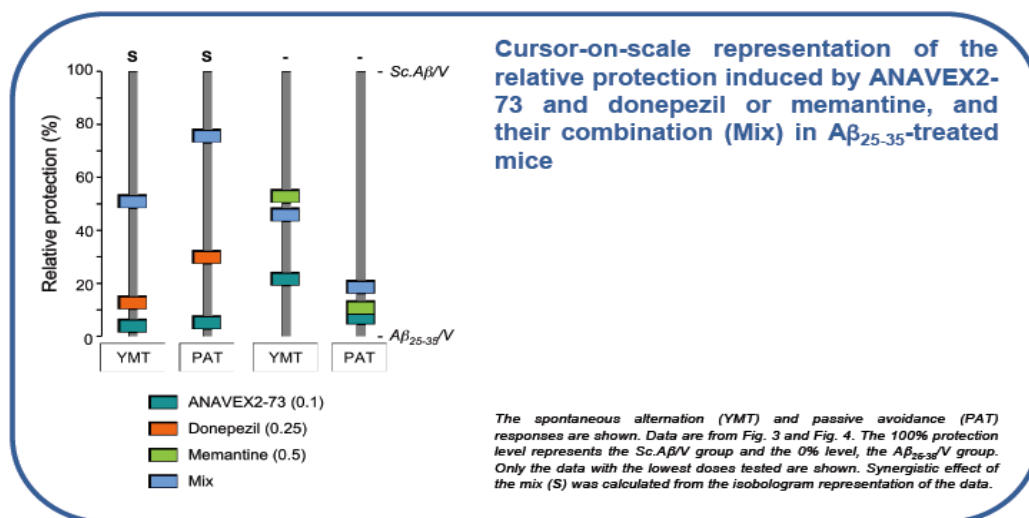 Cursor-on-scale representation of the
relative protection induced by ANAVEX2-
73 and donepezil or memantine, and
their combination (Mix) in Aβ25-35-treated
mice
S S - -
100
80
60
40
20
0
Relative protection (%)
Sc.Aβ/V
Aβ25-35/V
YMT PAT YMT PAT
ANAVEX2-73 (0.1)
Donepezil (0.25)
Memantine (0.5)
Mix
The spontaneous alternation (YMT) and passive avoidance (PAT)
responses are shown. Data are from Fig. 3 and Fig. 4. The 100% protection
level represents the Sc.Aβ/V group and the 0% level, the Aβ25-35/V group.
Only the data with the lowest doses tested are shown. Synergistic effect of
the mix (S) was calculated from the isobologram representation of the data.